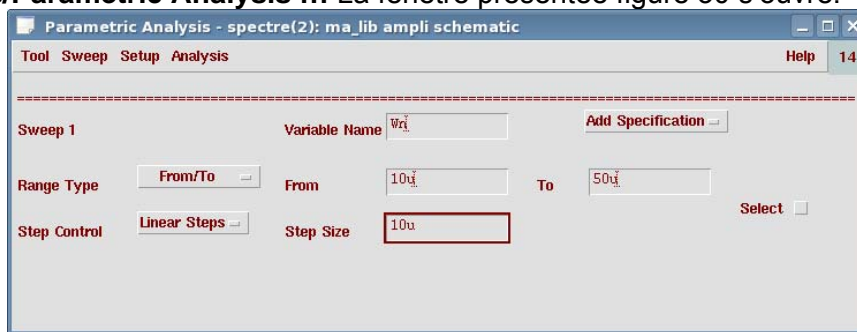 /Parametric Analysis ... La fenêtre présentée figure 30 s'ouvre.
Parametric Analysis - spectre(2): ma_lib ampli schematic
Tool Sweep Setup Analysis Help 14
Sweep 1 Variable Name Wn Add Specification
Range Type From/To From 10u To 50u
Select
Step Control Linear Steps Step Size 10u